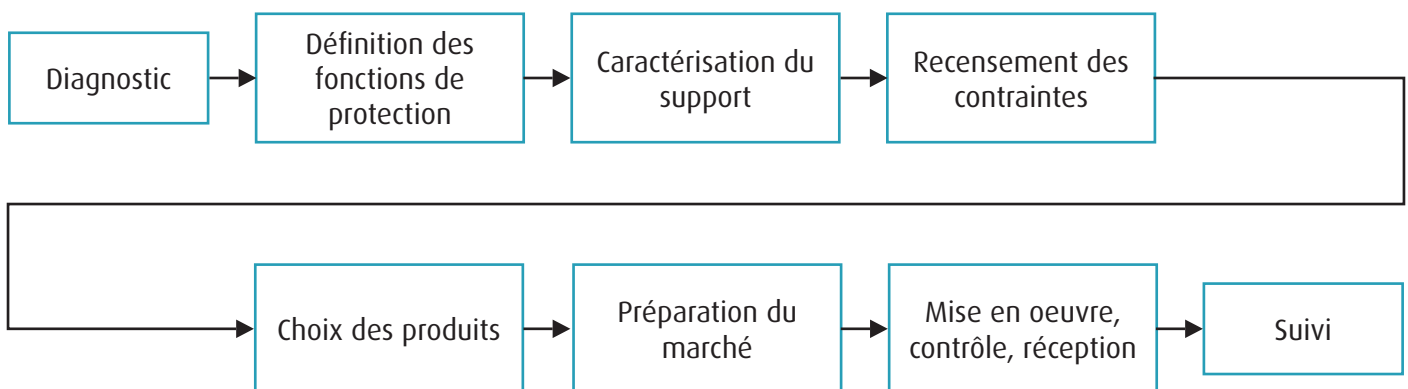 Diagnostic
Définition des
fonctions de
protection
Caractérisation du
support
Recensement des
contraintes
Choix des produits
Préparation du
marché
Mise en oeuvre,
contrôle, réception
Suivi